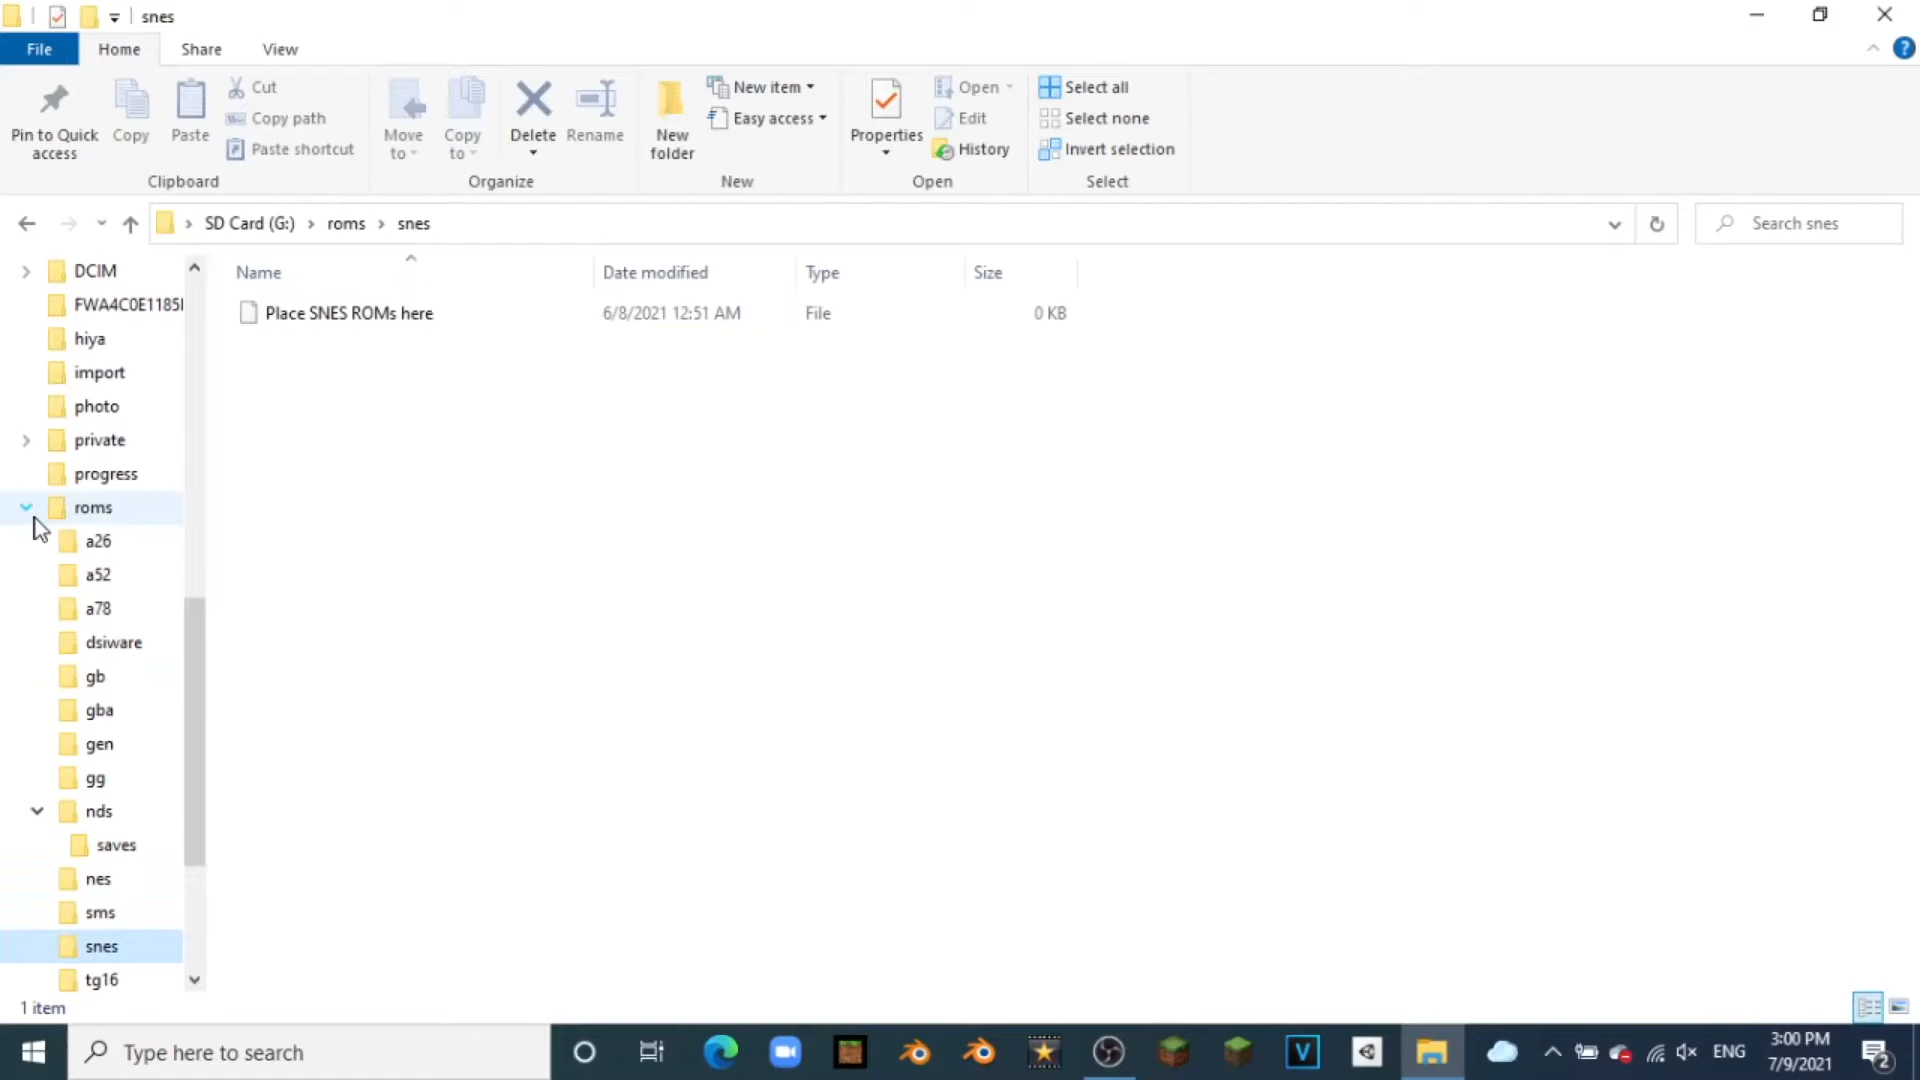 snes
File Home Share View
Pin to Quick access
Copy
Paste
Cut
Copy path
Paste shortcut
Clipboard
Move to
Copy to
Delete
Rename
Organize
New folder
New item
Easy access
New
Properties
Open
Edit
History
Open
Select all
Select none
Invert selection
Select
SD Card (G:) > roms > snes
Search snes
Name Date modified Type Size
Place SNES ROMs here 6/8/2021 12:51 AM File 0 KB
DCIM
FWA4C0E1185
hiya
import
photo
private
progress
roms
a26
a52
a78
dsiware
gb
gba
gen
gg
nds
saves
nes
sms
snes
tg16
1 item
Type here to search
V
ENG
3:00 PM
7/9/2021
2